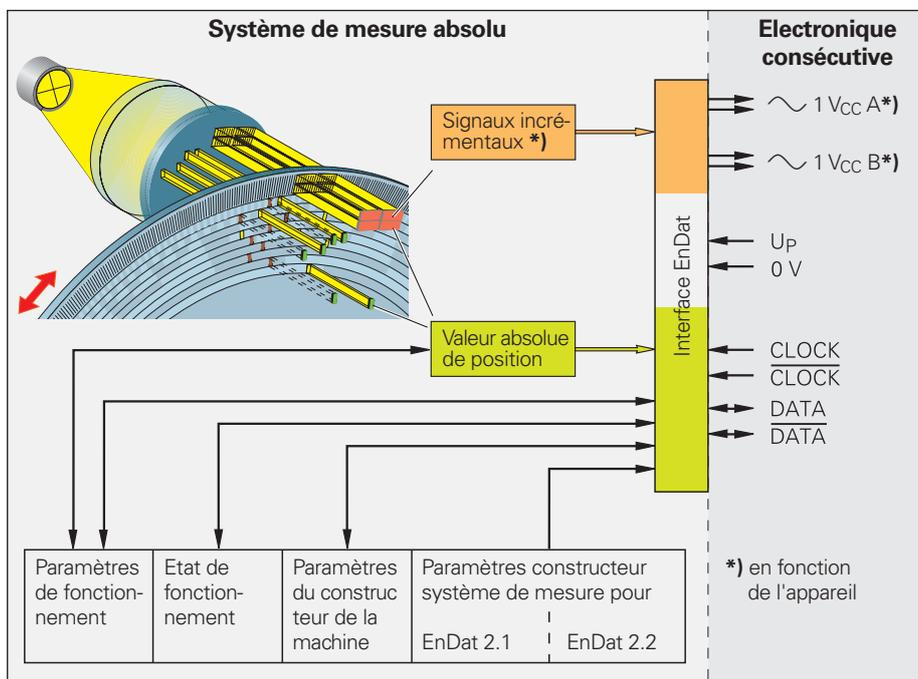 Système de mesure absolu
Electronique
consécutive
Signaux incré-
mentaux *)
1 VCC A*)
1 VCC B*)
UP
0 V
Interface EnDat
Valeur absolue
de position
CLOCK
CLOCK
DATA
DATA
Paramètres
de fonction-
nement
Etat de
fonction-
nement
Paramètres
du construc
teur de la
machine
Paramètres constructeur
système de mesure pour
EnDat 2.1
EnDat 2.2
*) en fonction
de l'appareil